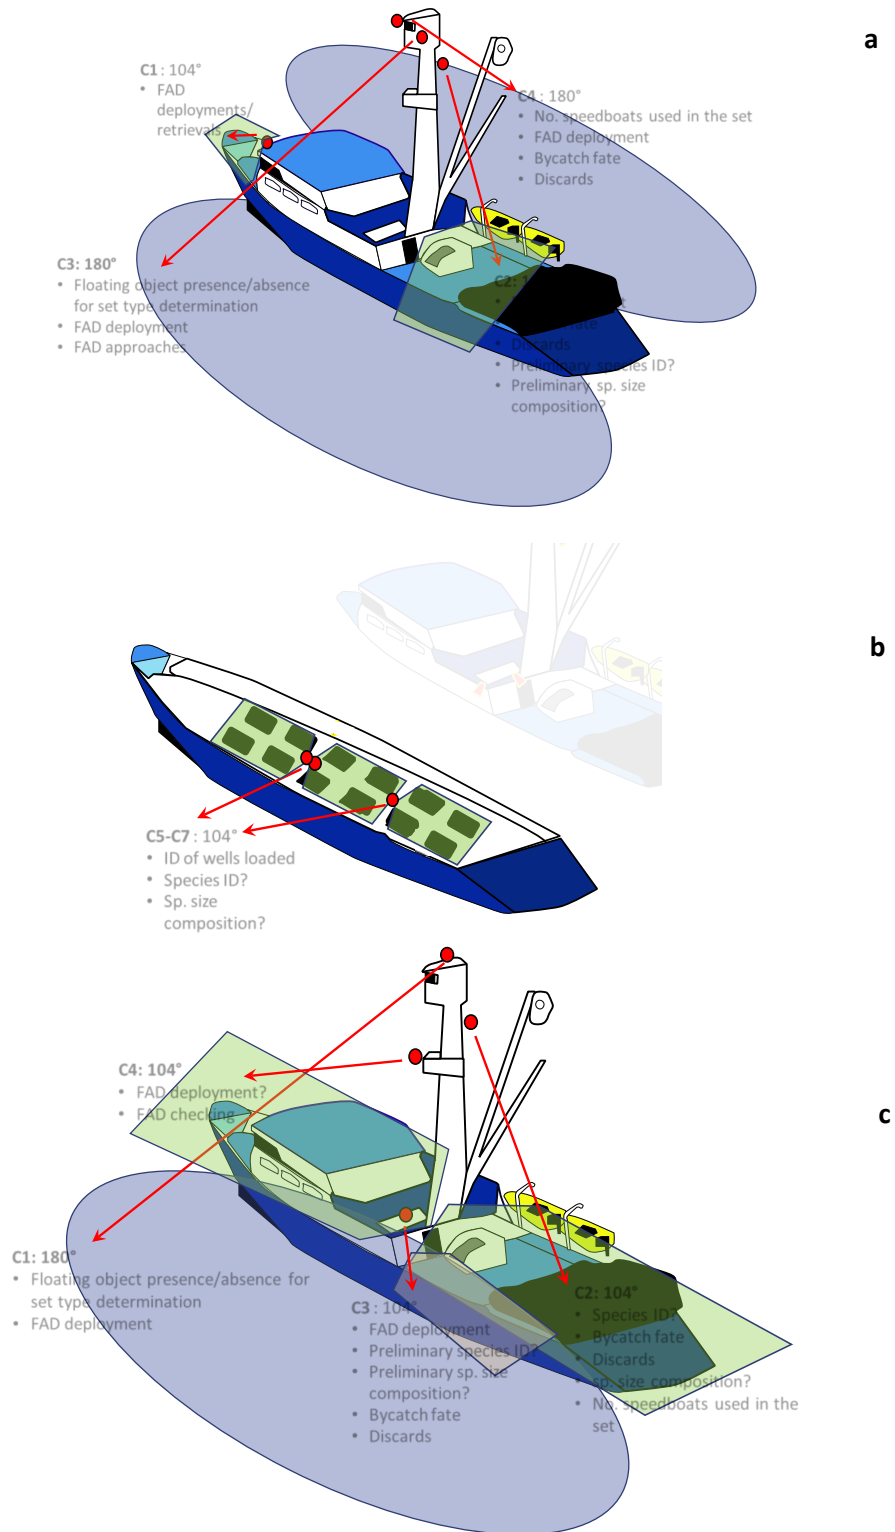 a
C1 : 104°
• FAD
deployments/
retrievals
C4 : 180°
• No. speedboats used in the set
• FAD deployment
• Bycatch fate
• Discards
C3: 180°
• Floating object presence/absence
for set type determination
• FAD deployment
• FAD approaches
C2:
• Discards
• Preliminary species ID?
• Preliminary sp. size
composition?
b
C5-C7 : 104°
• ID of wells loaded
• Species ID?
• Sp. size
composition?
c
C4: 104°
• FAD deployment?
• FAD checking
C1: 180°
• Floating object presence/absence for
set type determination
• FAD deployment
C3 : 104°
• FAD deployment
• Preliminary species ID?
• Preliminary sp. size
composition?
• Bycatch fate
• Discards
C2: 104°
• Species ID?
• Bycatch fate
• Discards
• sp. size composition?
• No. speedboats used in the
set